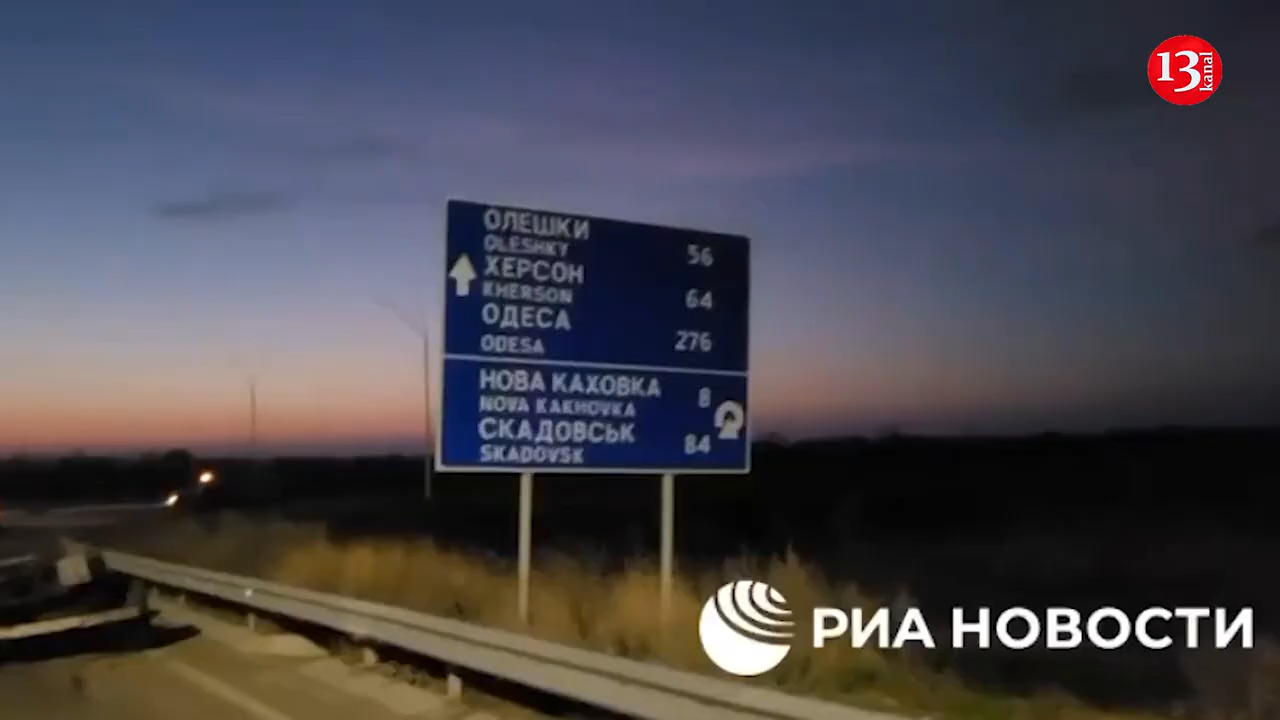 13 kanal
ОЛЕШКИ
OLESHKY 56
ХЕРСОН
KHERSON 64
ОДЕСА
ODESA 276
НОВА КАХОВКА 8
NOVA KAKHOVKA
СКАДОВСЬК 84
SKADOVSK
РИА НОВОСТИ